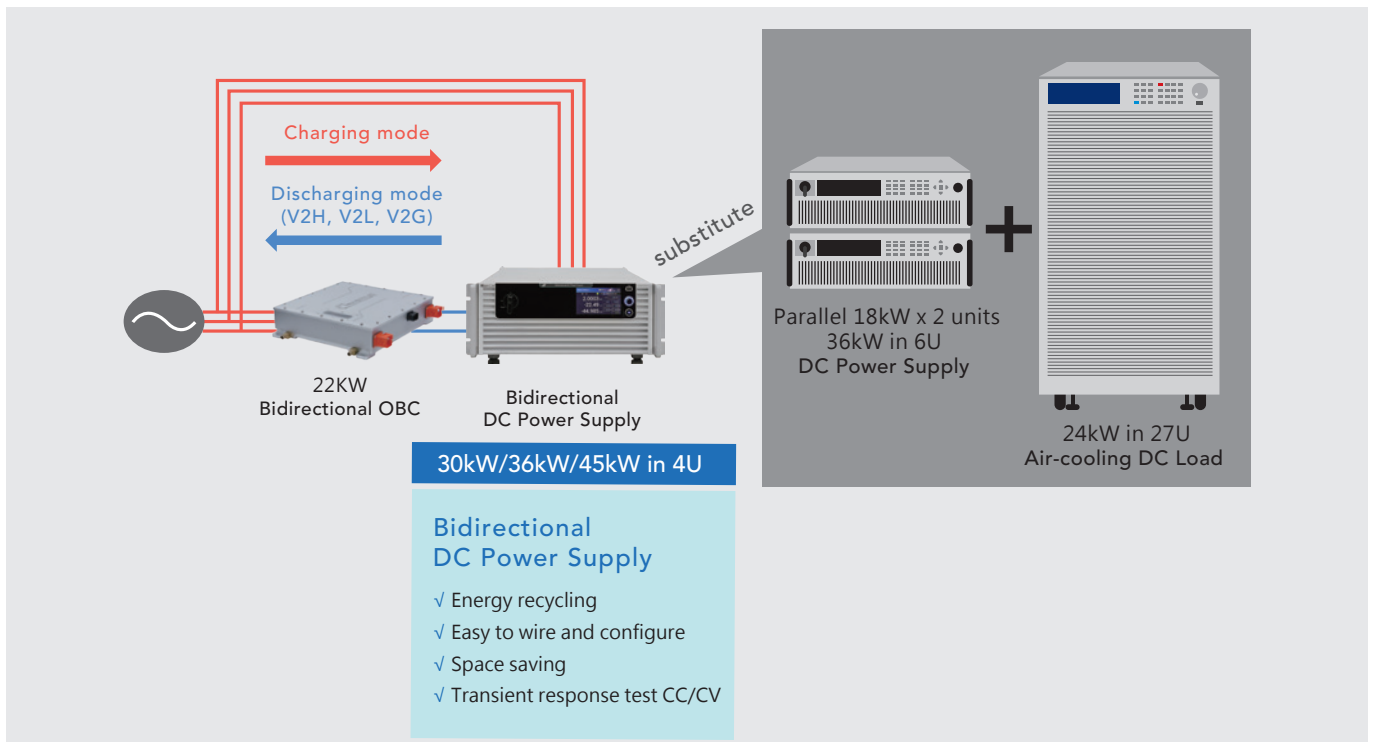 Charging mode
Discharging mode
(V2H, V2L, V2G)
substitute
22KW
Bidirectional OBC
Bidirectional
DC Power Supply
Parallel 18kW x 2 units
36kW in 6U
DC Power Supply
24kW in 27U
Air-cooling DC Load
30kW/36kW/45kW in 4U
Bidirectional
DC Power Supply
√ Energy recycling
√ Easy to wire and configure
√ Space saving
√ Transient response test CC/CV